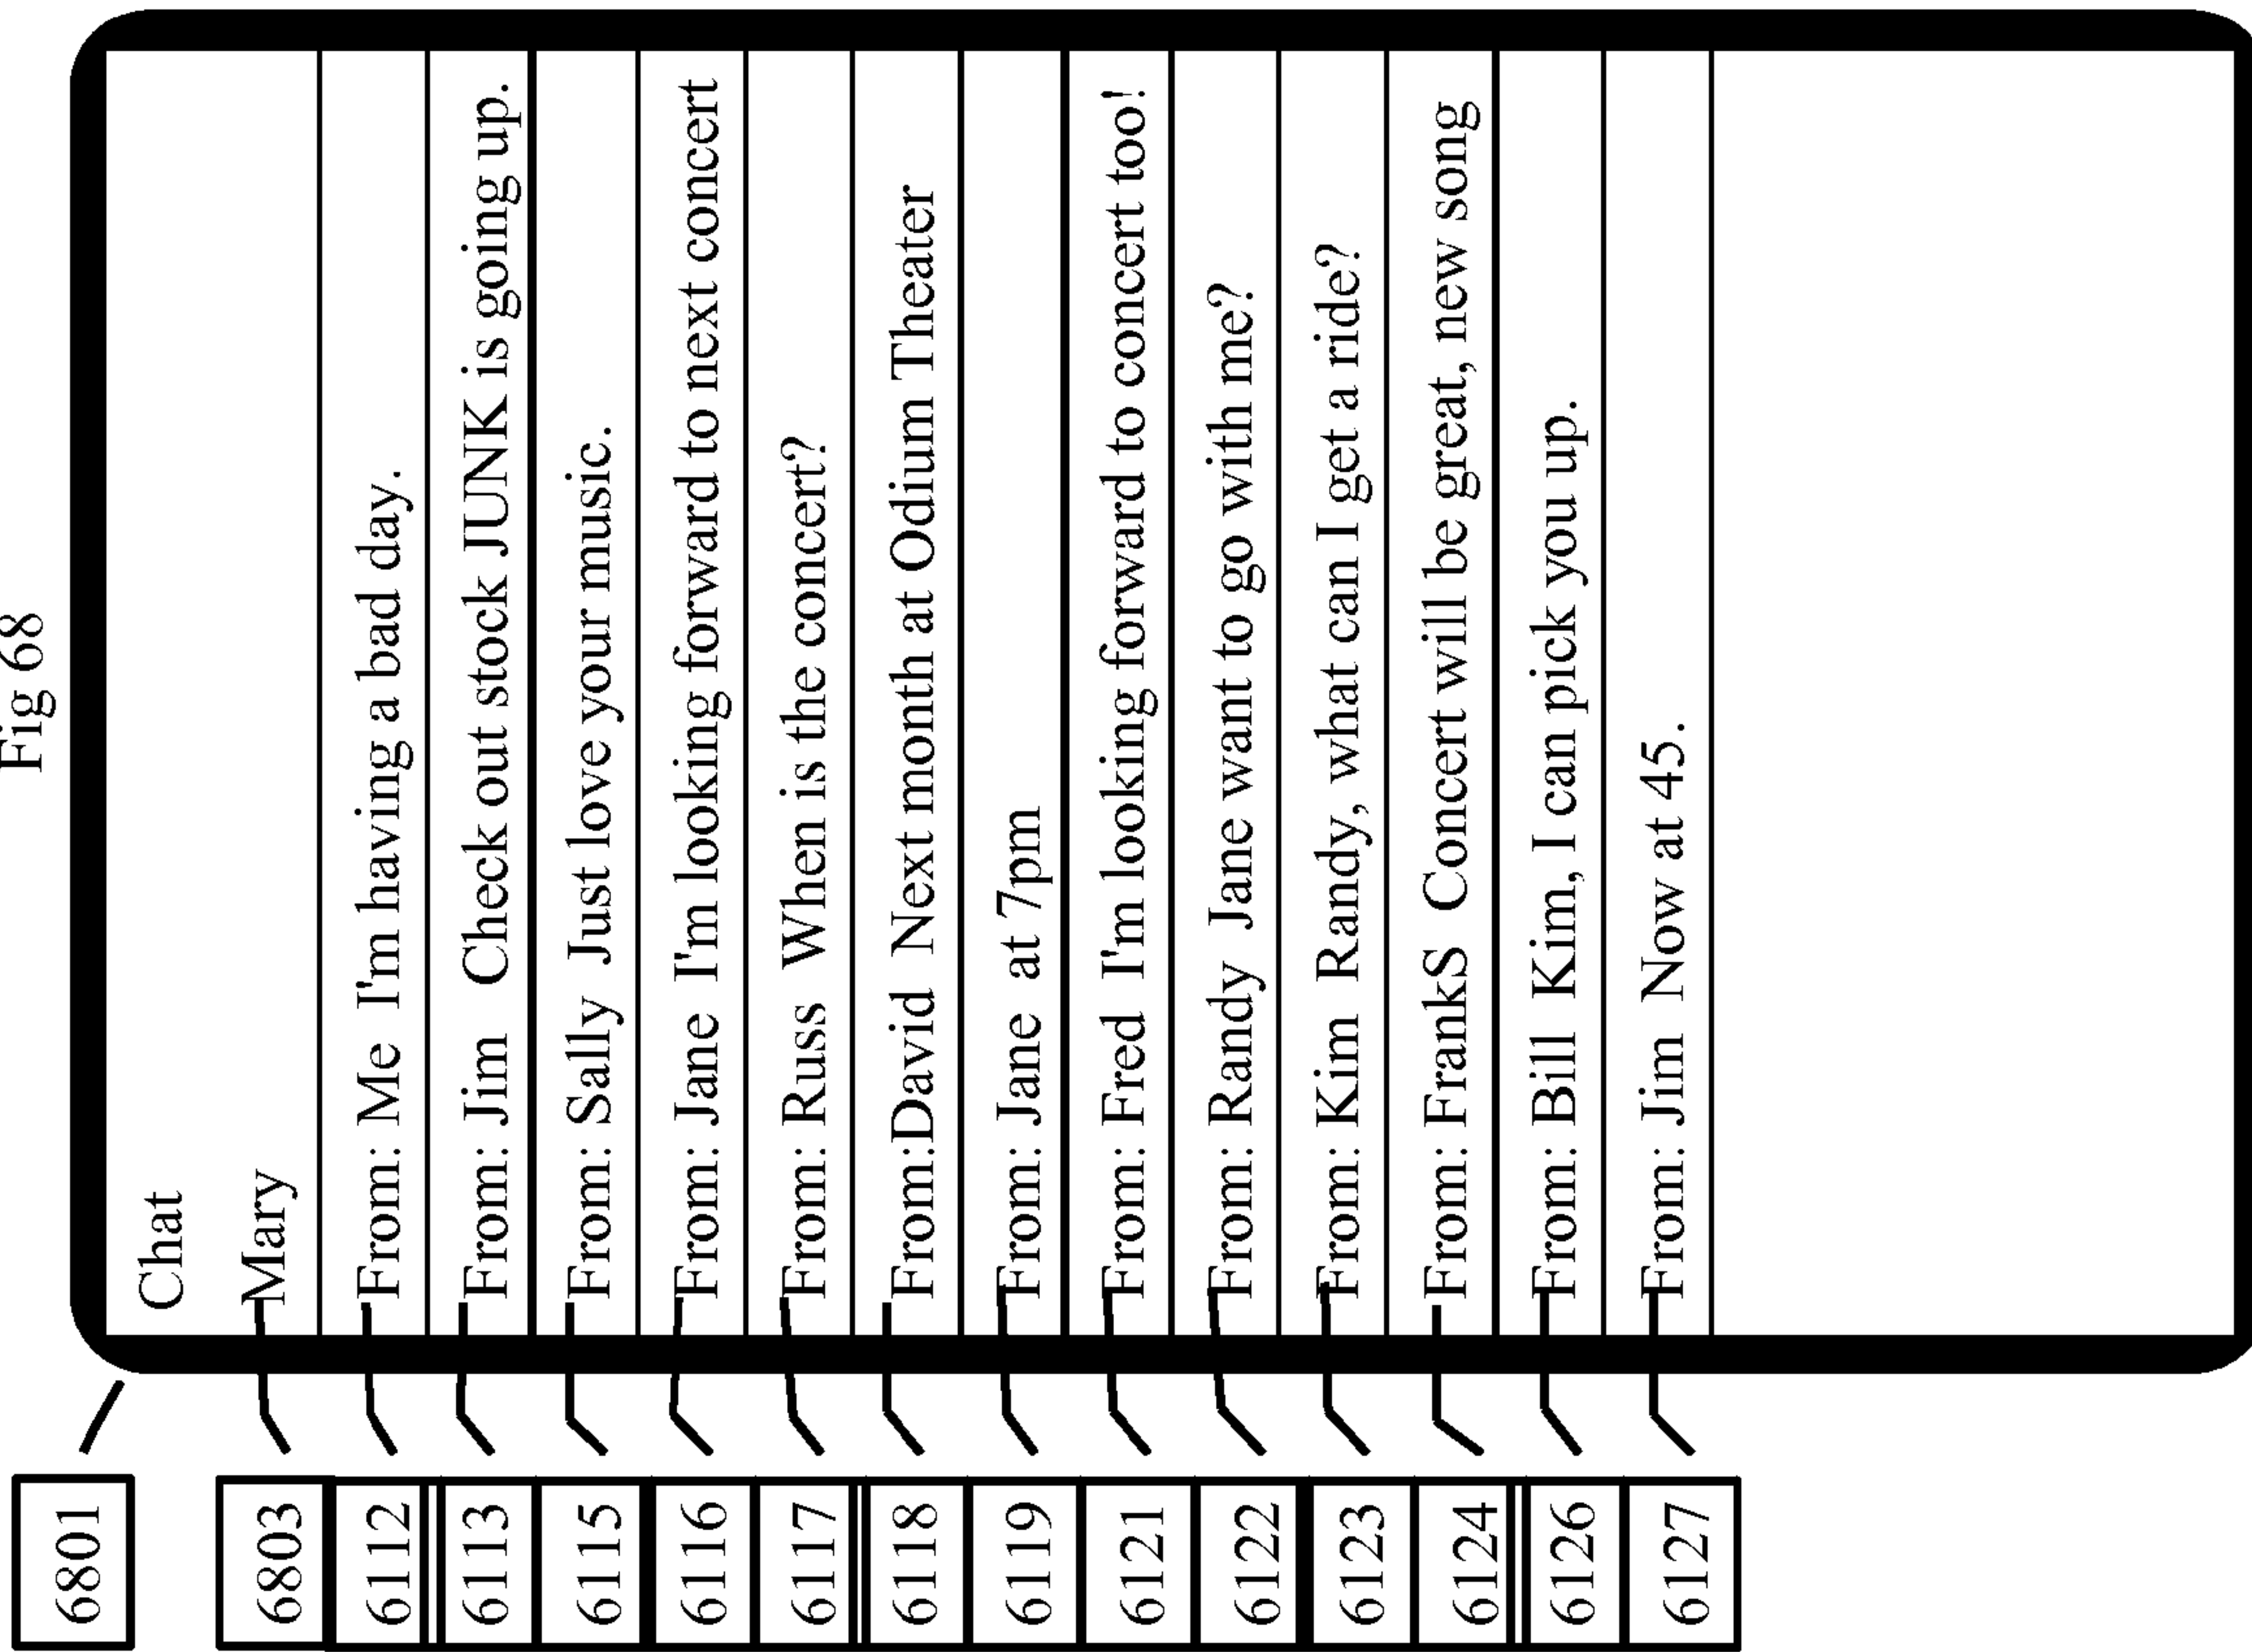 Fig 68
6801
Chat
6803 Mary
6112 From: Me I'm having a bad day.
6113 From: Jim Check out stock JUNK is going up.
6115 From: Sally Just love your music.
6116 From: Jane I'm looking forward to next concert
6117 From: Russ When is the concert?
6118 From:David Next month at Odium Theater
6119 From: Jane at 7pm
6121 From: Fred I'm looking forward to concert too!
6122 From: Randy Jane want to go with me?
6123 From: Kim Randy, what can I get a ride?
6124 From: FrankS Concert will be great, new song
6126 From: Bill Kim, I can pick you up.
6127 From: Jim Now at 45.